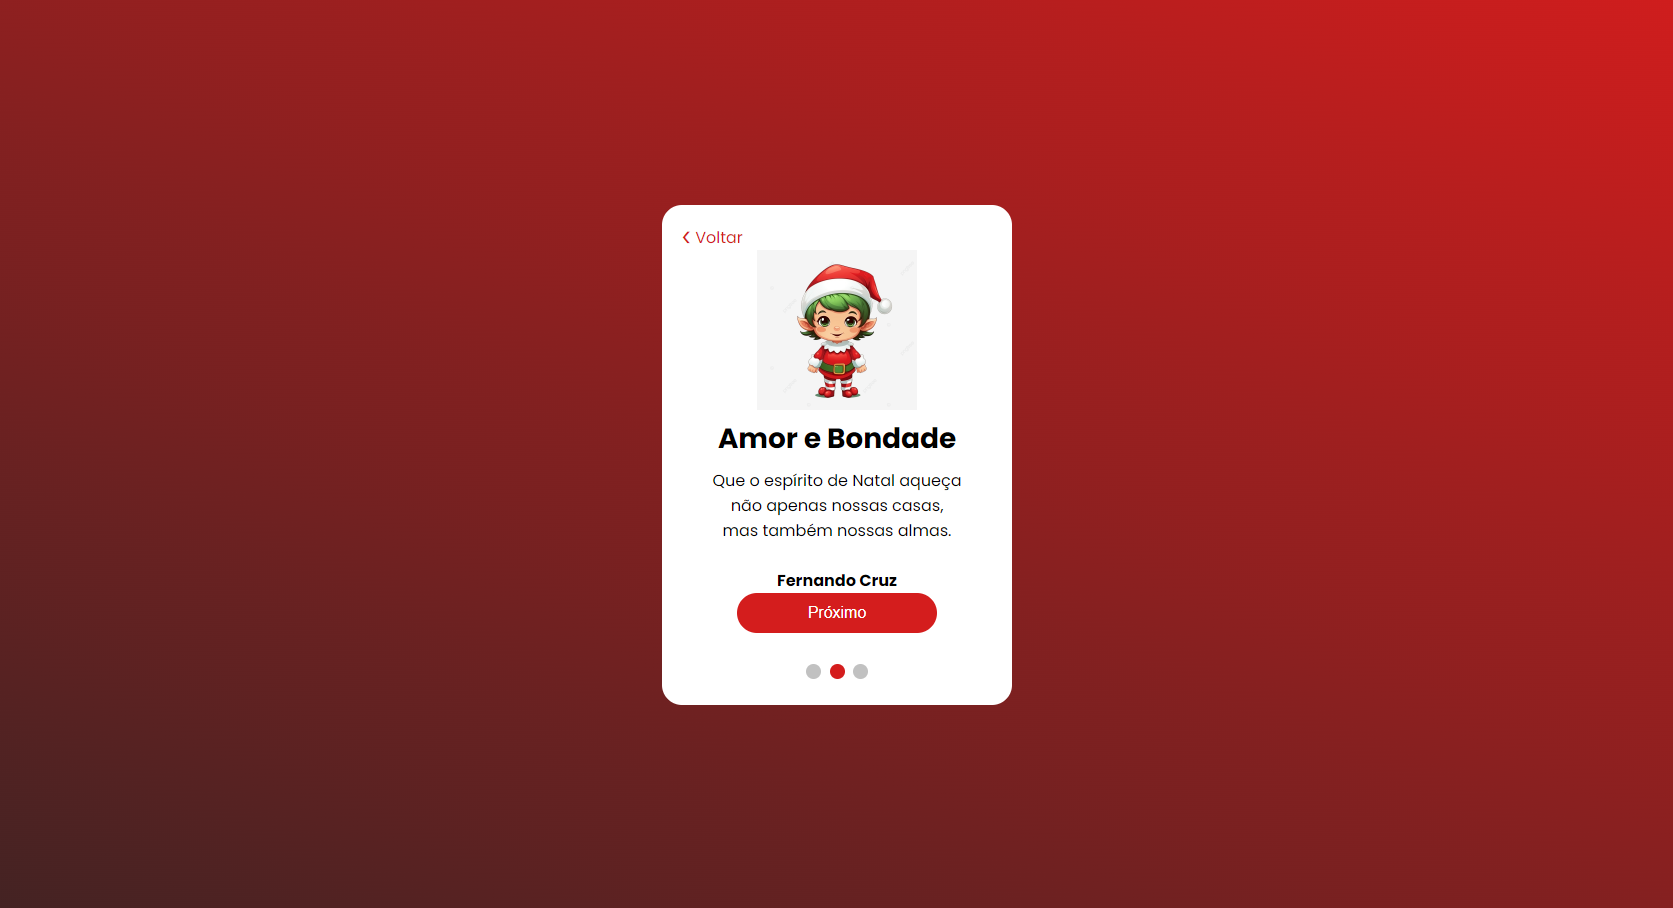 Voltar
Amor e Bondade
Que o espírito de Natal aqueça
não apenas nossas casas,
mas também nossas almas.
Fernando Cruz
Próximo